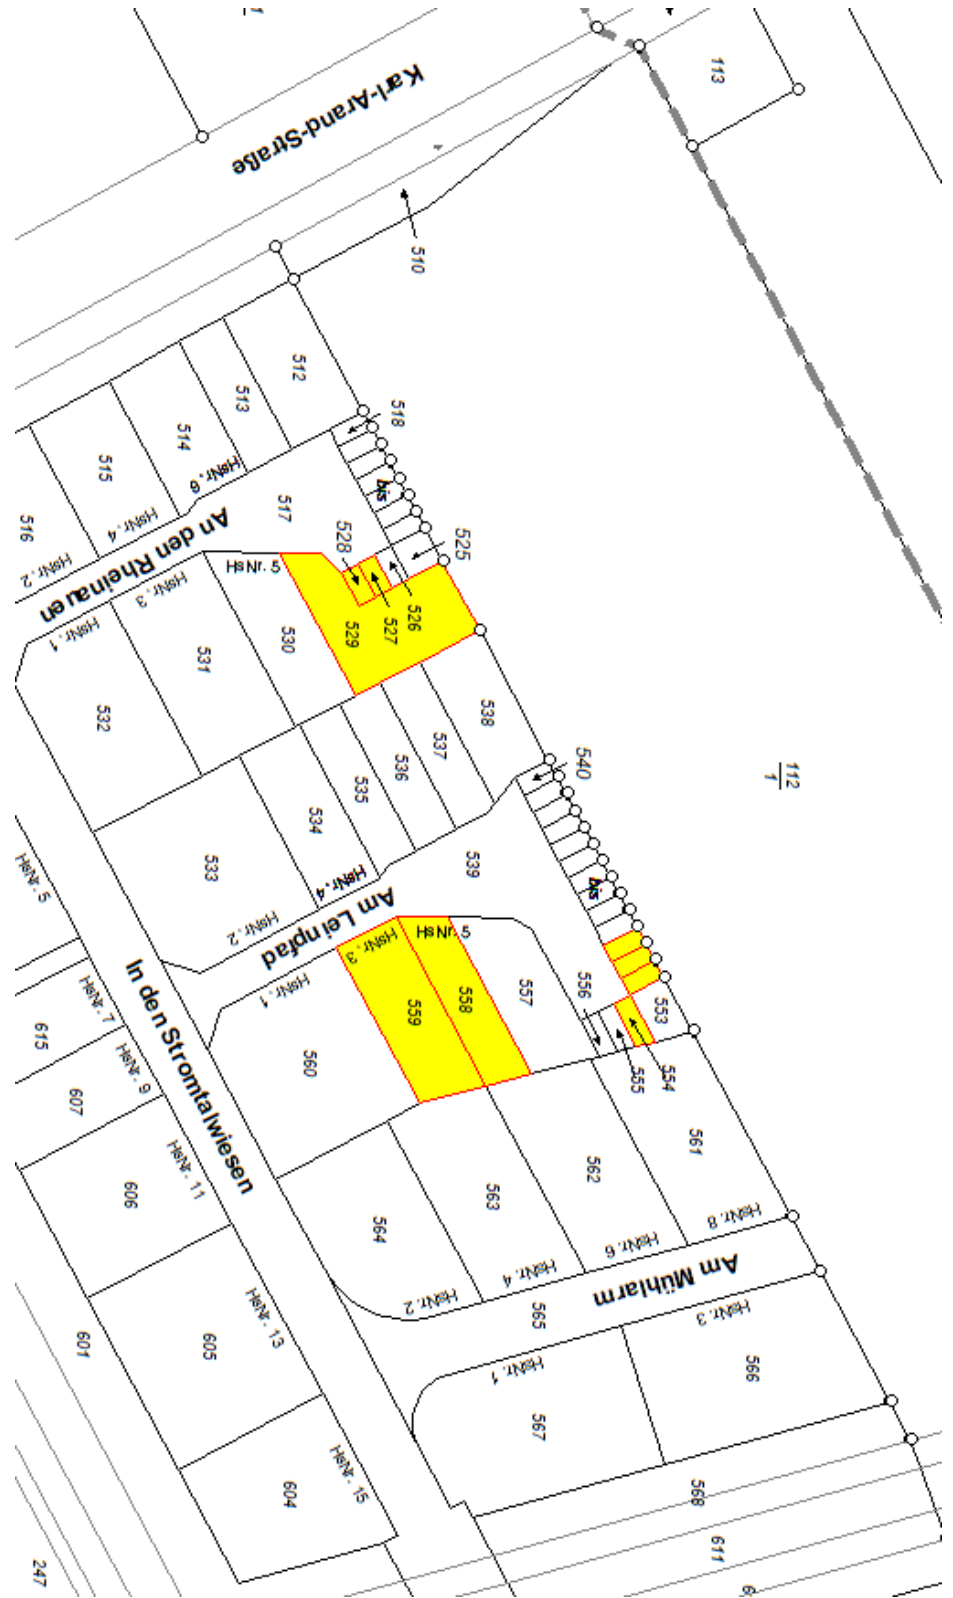 1
113
Karl-Arand-Straße
510
512
513
514
515
516
518
bis
525
HsNr. 6
HsNr. 4
HsNr. 2
517
An den Rheinauen
528
526
527
529
HsNr. 5
HsNr. 3
HsNr. 1
530
531
532
538
537
536
535
534
533
540
bis
112
1
539
HsNr. 4
HsNr. 2
Am Leinpfad
HsNr. 5
HsNr. 3
HsNr. 1
556
557
558
559
560
553
554
555
HsNr. 5
HsNr. 7
HsNr. 9
HsNr. 11
HsNr. 13
HsNr. 15
In den Stromtalwiesen
615
607
606
605
604
601
561
562
563
564
HsNr. 8
HsNr. 6
HsNr. 4
HsNr. 2
Am Mühlarm
565
HsNr. 3
HsNr. 1
566
567
568
611
247